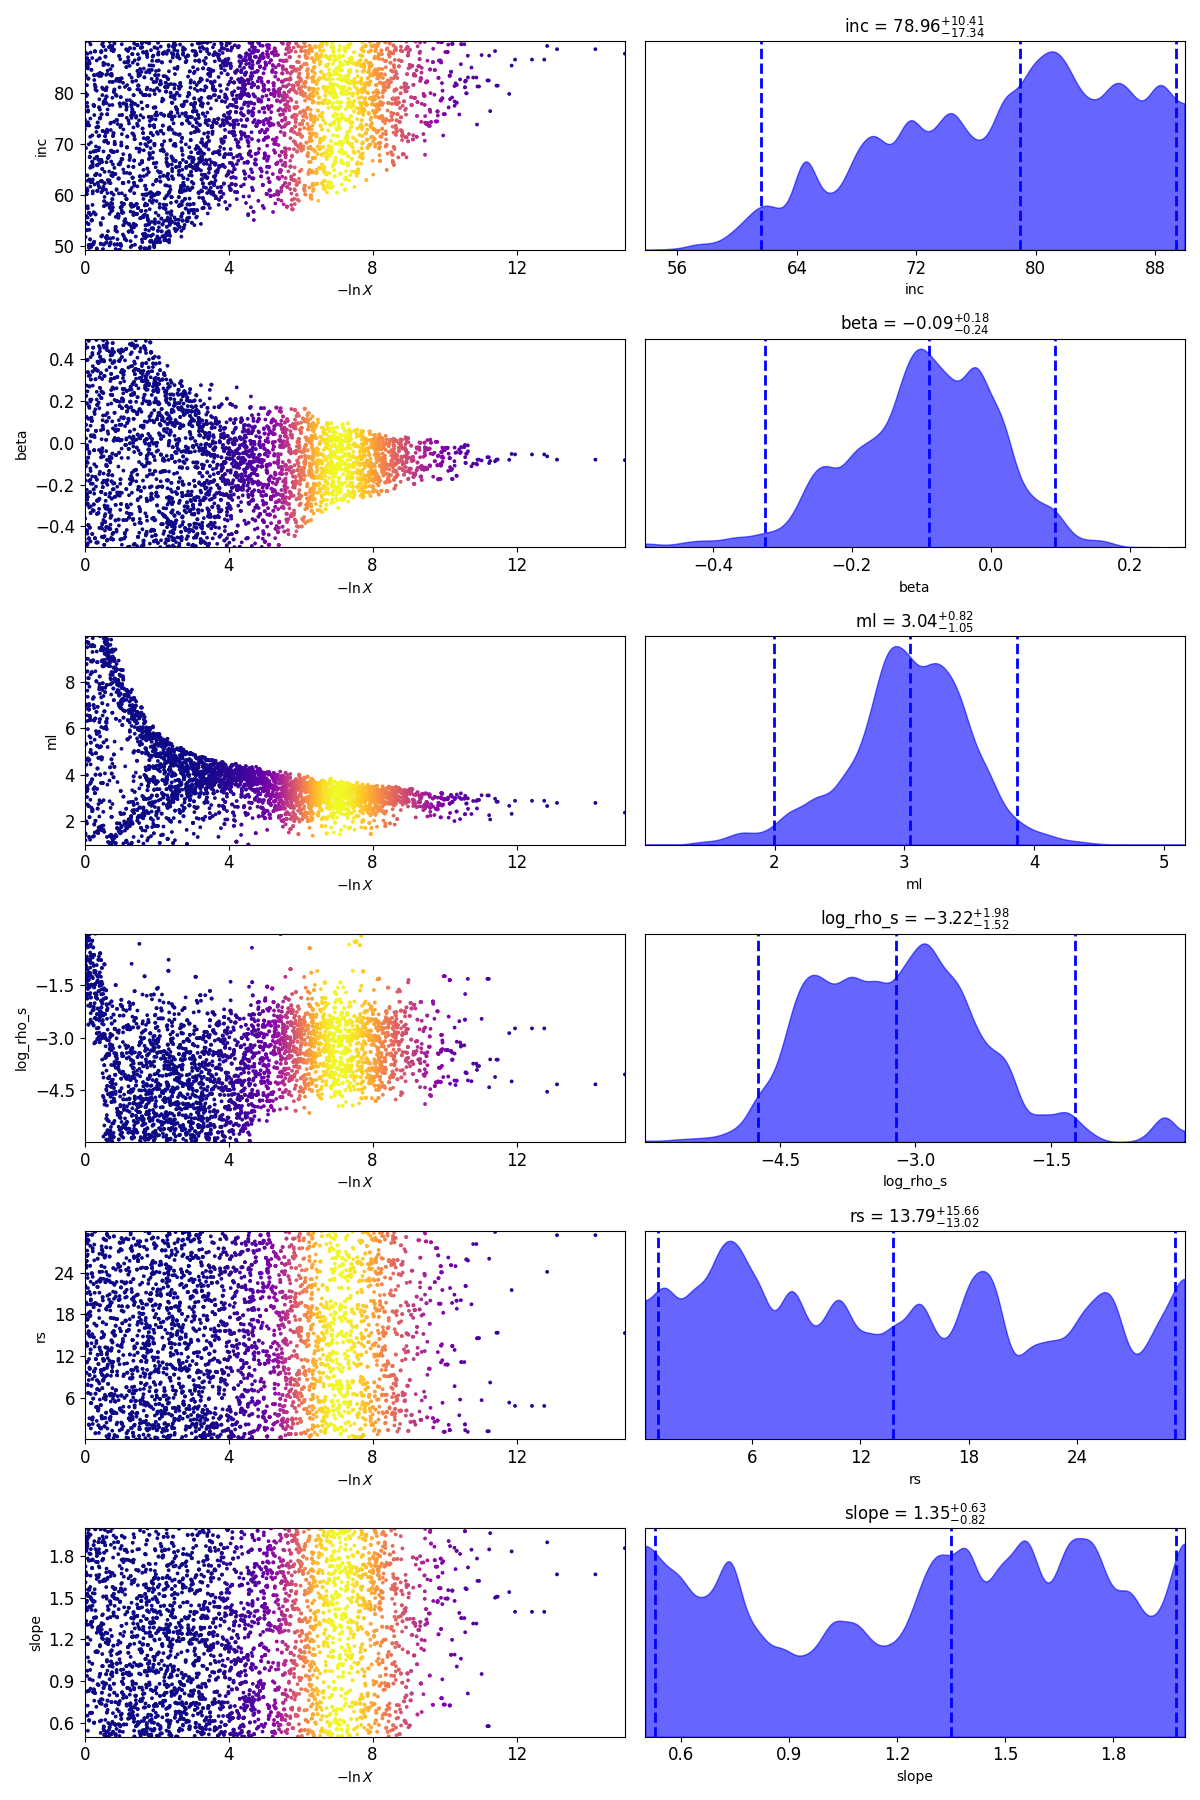 inc = 78.96^{+10.41}_{-17.34}
80
70
60
50
inc
0 4 8 12
−ln X
56 64 72 80 88
inc
beta = −0.09^{+0.18}_{-0.24}
0.4
0.2
0.0
−0.2
−0.4
beta
0 4 8 12
−ln X
−0.4 −0.2 0.0 0.2
beta
ml = 3.04^{+0.82}_{-1.05}
8
6
4
2
ml
0 4 8 12
−ln X
2 3 4 5
ml
log_rho_s = −3.22^{+1.98}_{-1.52}
−1.5
−3.0
−4.5
log_rho_s
0 4 8 12
−ln X
−4.5 −3.0 −1.5
log_rho_s
rs = 13.79^{+15.66}_{-13.02}
24
18
12
6
rs
0 4 8 12
−ln X
6 12 18 24
rs
slope = 1.35^{+0.63}_{-0.82}
1.8
1.5
1.2
0.9
0.6
slope
0 4 8 12
−ln X
0.6 0.9 1.2 1.5 1.8
slope